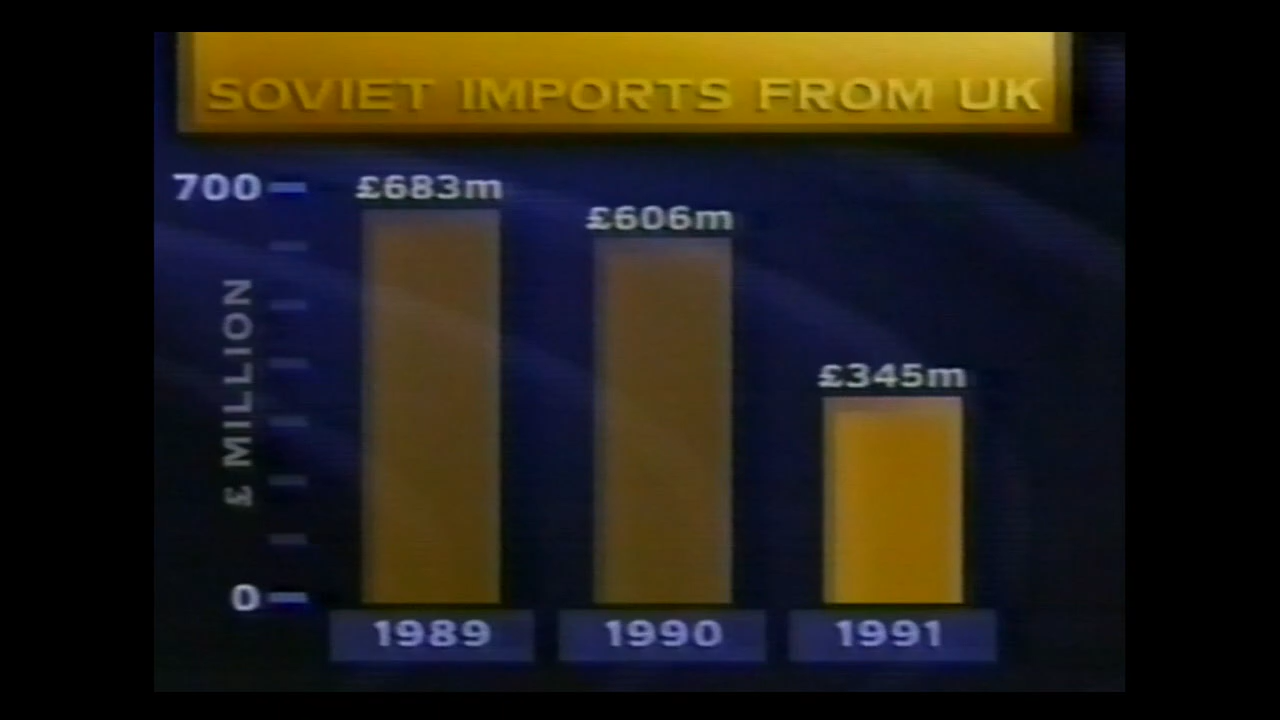 SOVIET IMPORTS FROM UK
700
£683m
£606m
£345m
£ MILLION
0
1989
1990
1991